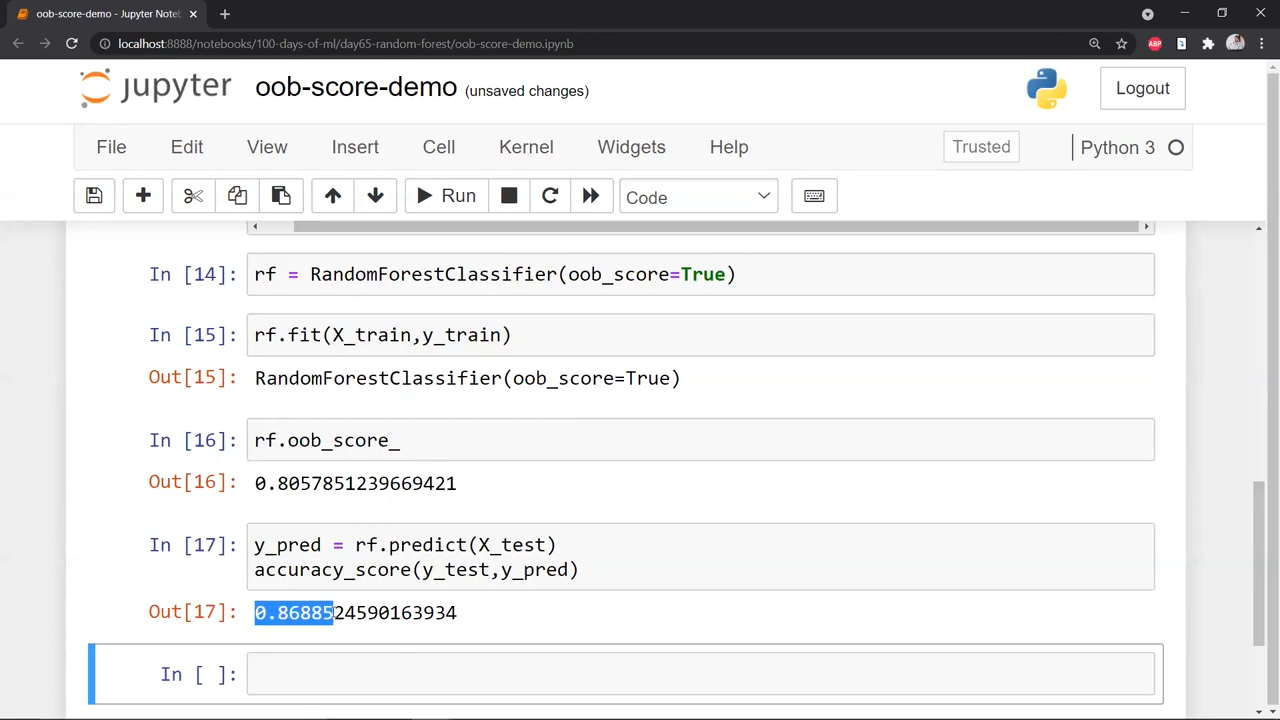 oob-score-demo - Jupyter Note
localhost:8888/notebooks/100-days-of-ml/day65-random-forest/oob-score-demo.ipynb
ABP
jupyter oob-score-demo (unsaved changes)
Logout
File Edit View Insert Cell Kernel Widgets Help Trusted Python 3
Run Code
In [14]: rf = RandomForestClassifier(oob_score=True)
In [15]: rf.fit(X_train,y_train)
Out[15]: RandomForestClassifier(oob_score=True)
In [16]: rf.oob_score_
Out[16]: 0.8057851239669421
In [17]: y_pred = rf.predict(X_test)
accuracy_score(y_test,y_pred)
Out[17]: 0.8688524590163934
In [ ]: